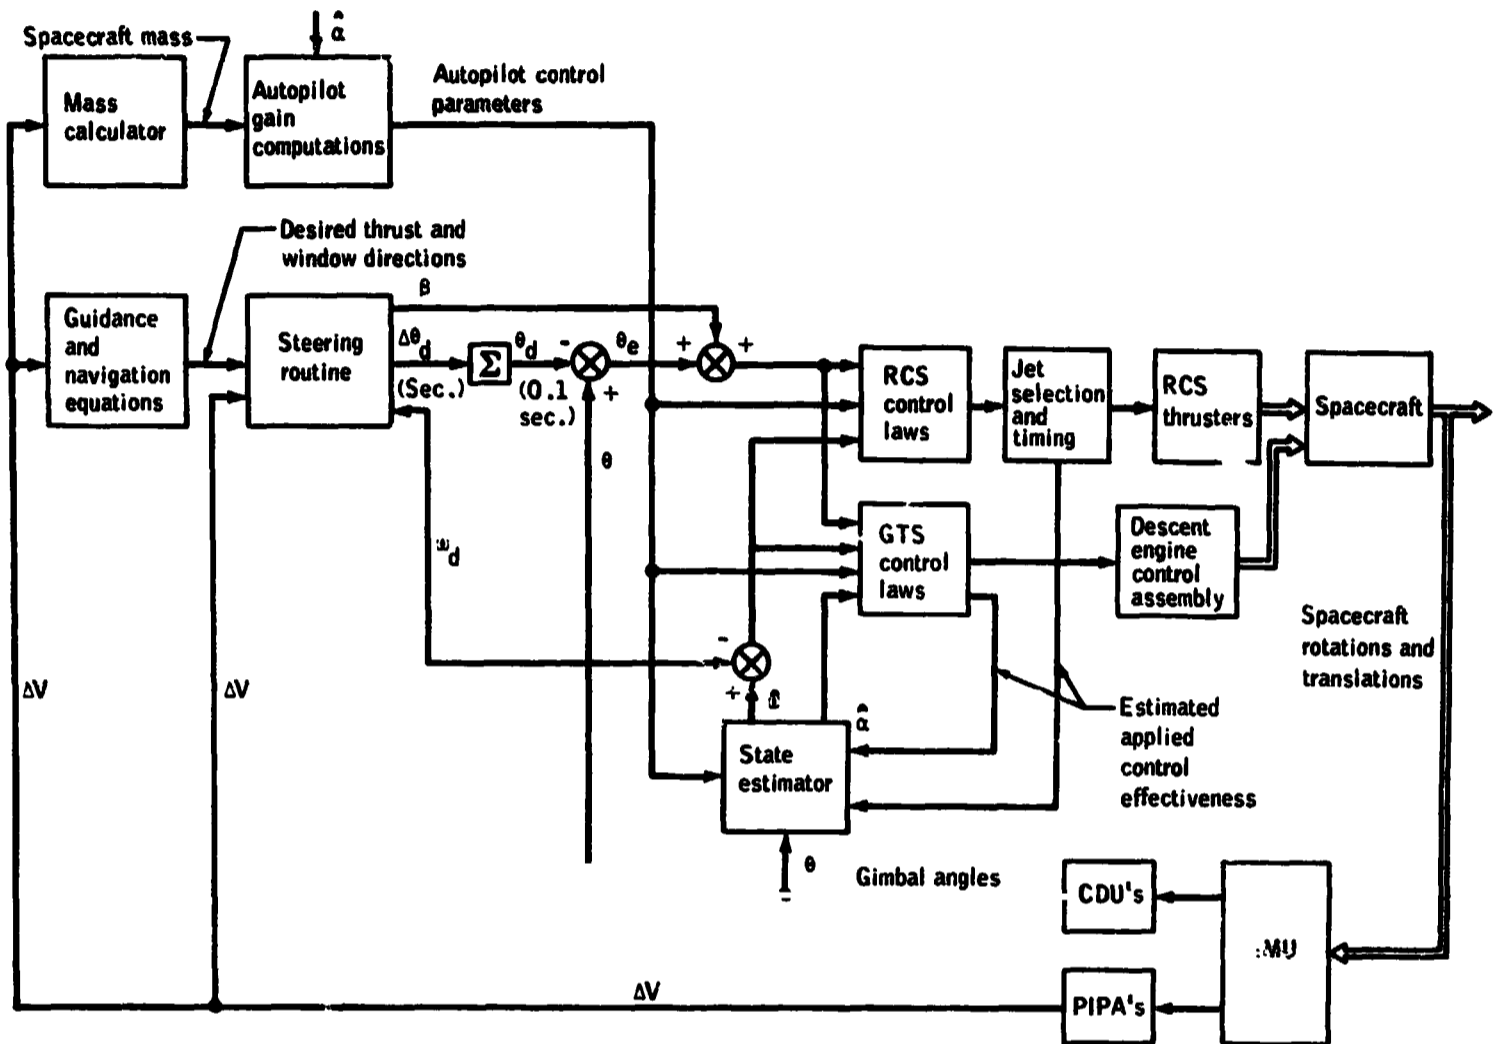 Spacecraft mass
α̂
Mass
calculator
Autopilot
gain
computations
Autopilot control
parameters
Desired thrust and
window directions
Guidance
and
navigation
equations
Steering
routine
β
Δθd
(Sec.)
Σ
θd
(0.1
sec.)
-
+
θe
+
+
θ
RCS
control
laws
Jet
selection
and
timing
RCS
thrusters
Spacecraft
GTS
control
laws
Descent
engine
control
assembly
ωd
-
+
α̂
State
estimator
θ
Gimbal angles
Estimated
applied
control
effectiveness
Spacecraft
rotations and
translations
ΔV
ΔV
CDU's
MU
PIPA's
ΔV